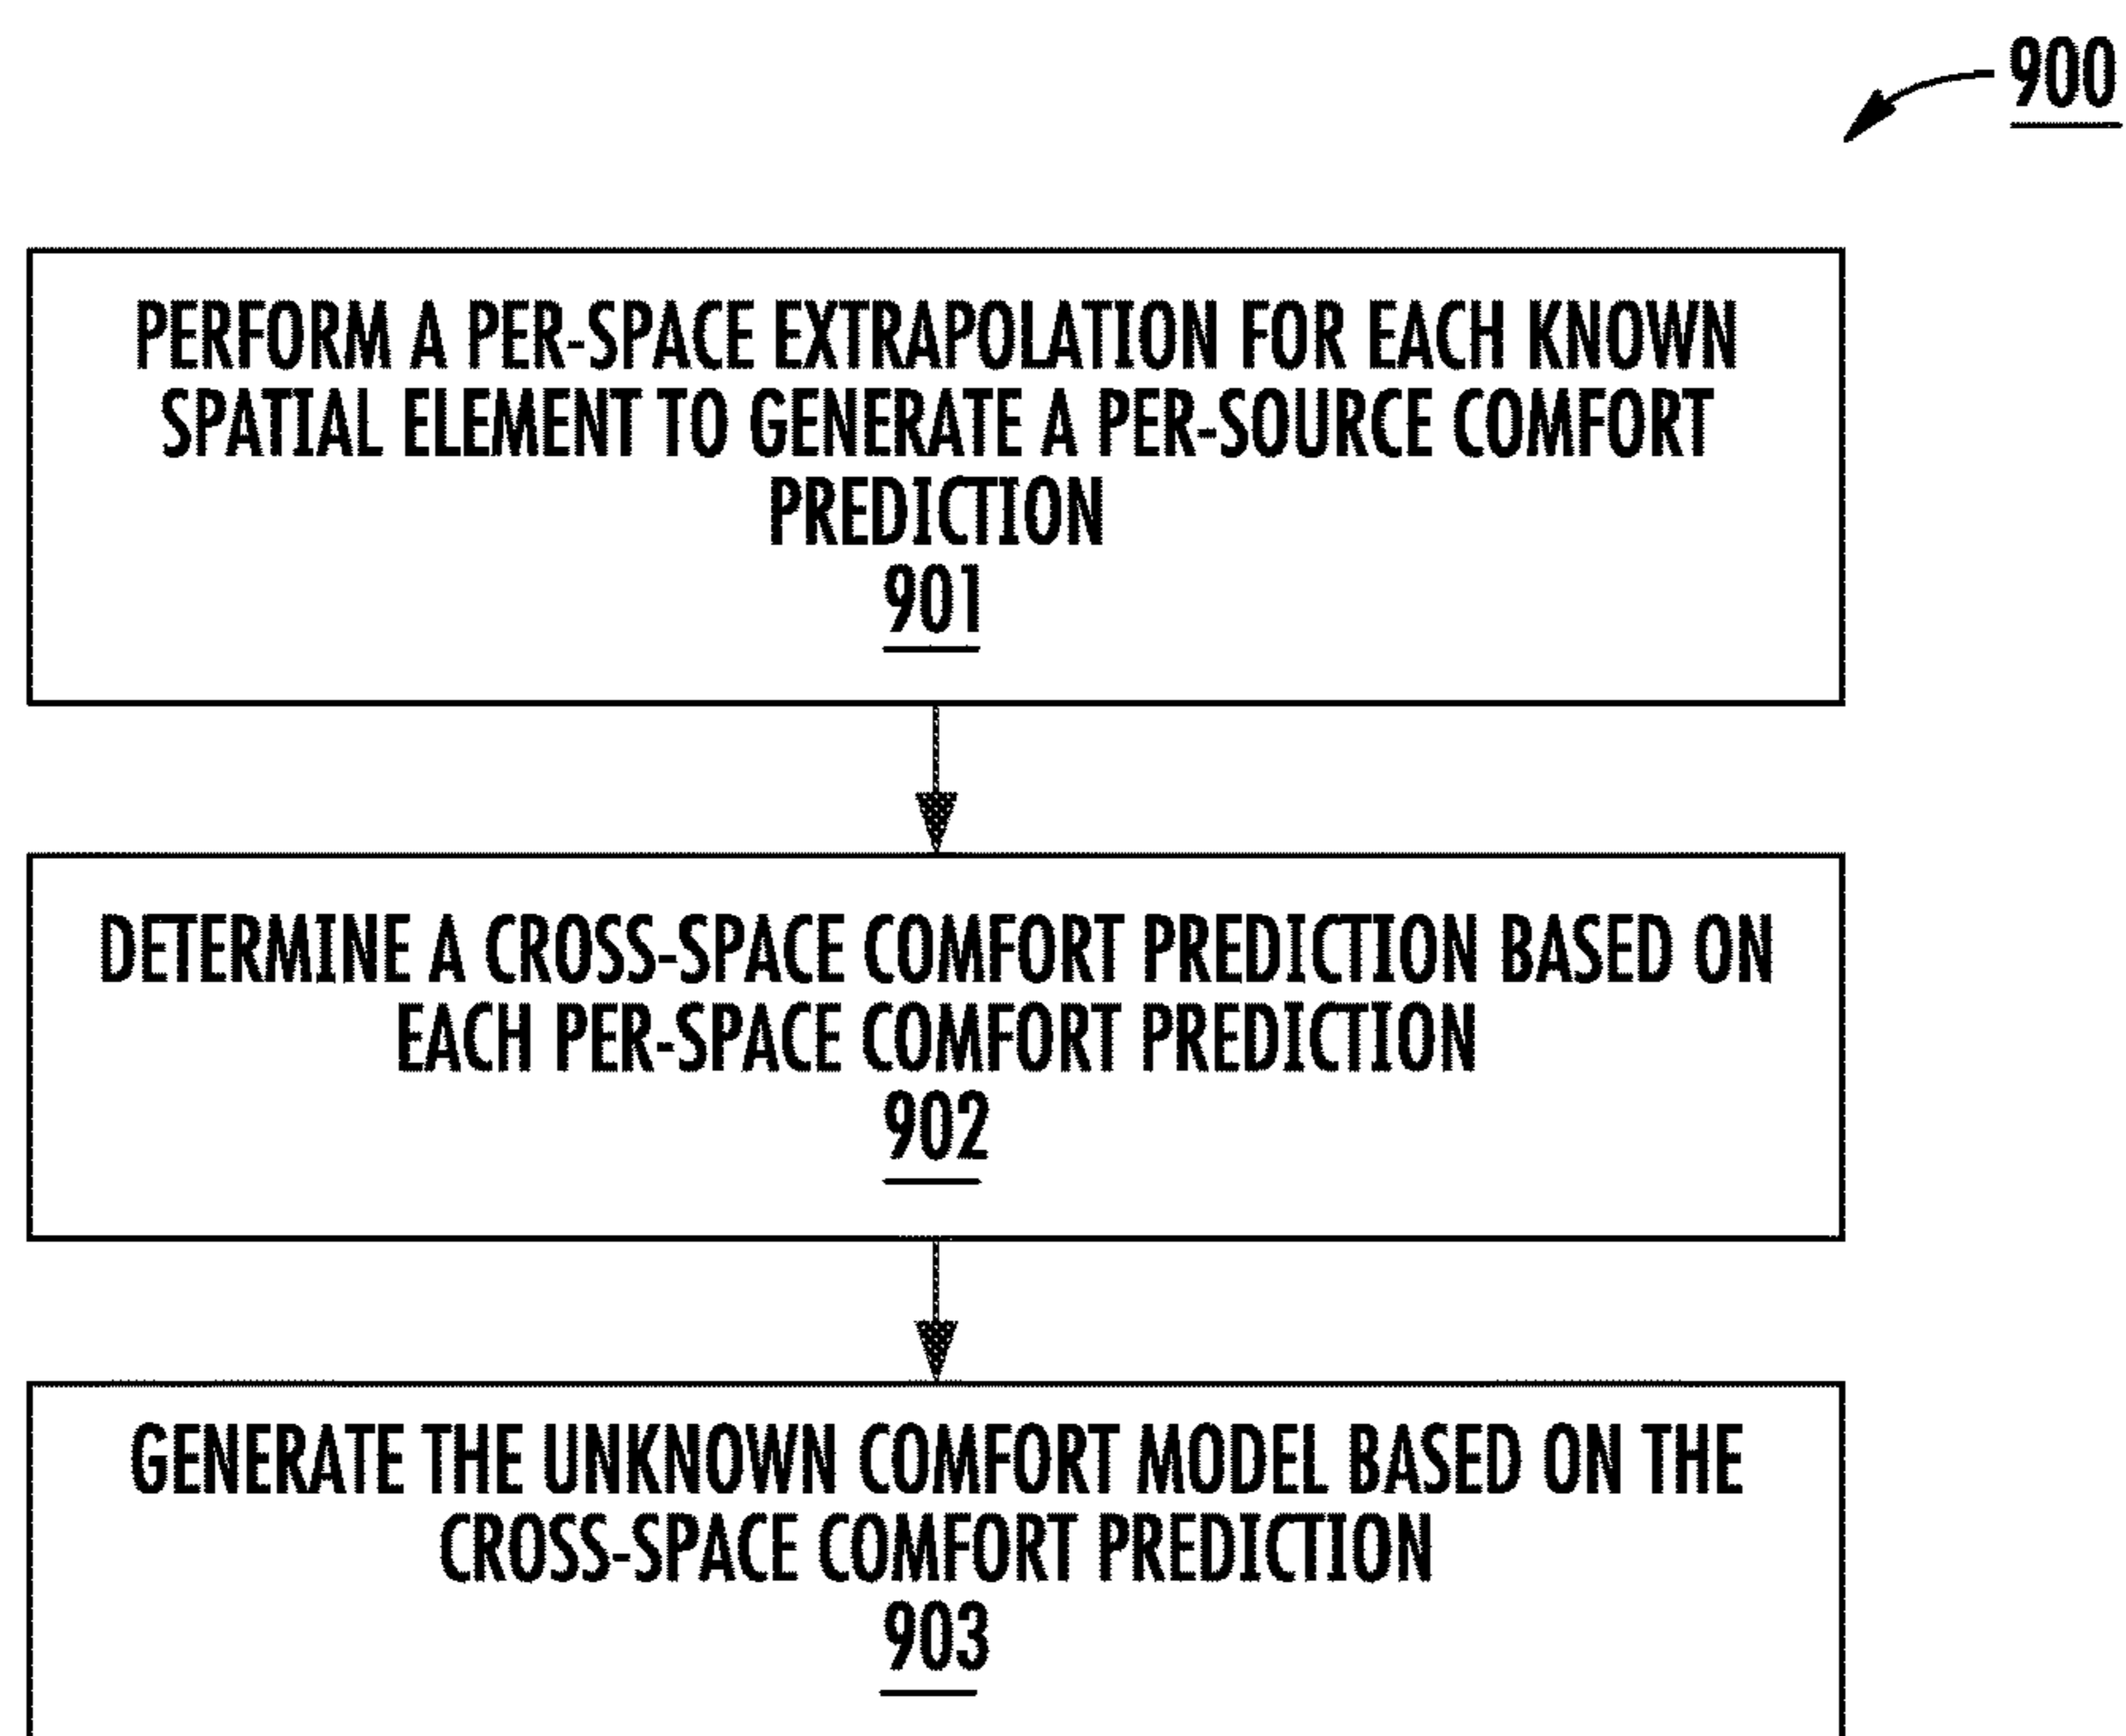 900
PERFORM A PER-SPACE EXTRAPOLATION FOR EACH KNOWN
SPATIAL ELEMENT TO GENERATE A PER-SOURCE COMFORT
PREDICTION
901
DETERMINE A CROSS-SPACE COMFORT PREDICTION BASED ON
EACH PER-SPACE COMFORT PREDICTION
902
GENERATE THE UNKNOWN COMFORT MODEL BASED ON THE
CROSS-SPACE COMFORT PREDICTION
903